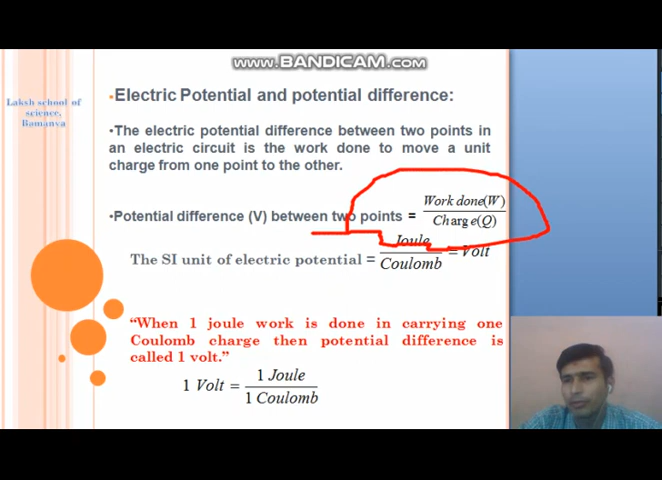 www.BANDICAM.com
Laksh school of
science,
Bamanya
Electric Potential and potential difference:
•The electric potential difference between two points in
an electric circuit is the work done to move a unit
charge from one point to the other.
•Potential difference (V) between two points = Work done(W) / Charge(Q)
The SI unit of electric potential = Joule / Coulomb = Volt
“When 1 joule work is done in carrying one
Coulomb charge then potential difference is
called 1 volt.”
1 Volt = 1 Joule / 1 Coulomb